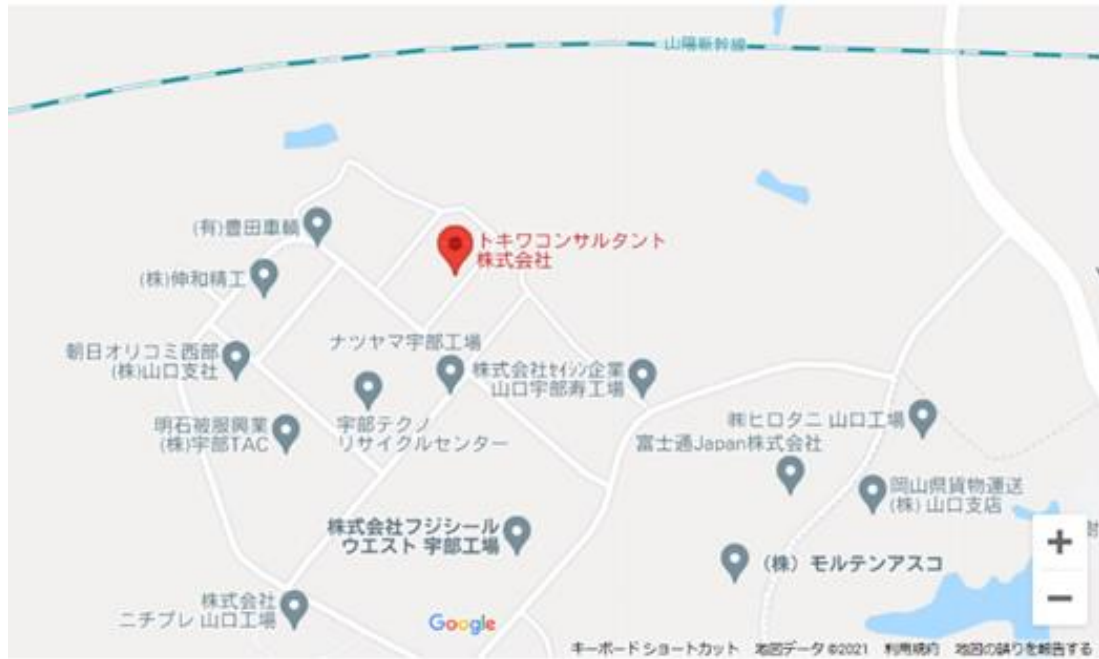 山陽新幹線
(有)豊田車輌
トキワコンサルタント
株式会社
(株)伸和精工
ナツヤマ宇部工場
朝日オリコミ西部
(株)山口支社
株式会社セイシン企業
山口宇部寿工場
明石被服興業
(株)宇部TAC
宇部テクノ
リサイクルセンター
㈱ヒロタニ 山口工場
富士通Japan株式会社
岡山県貨物運送
(株) 山口支店
株式会社フジシール
ウエスト 宇部工場
(株) モルテンアスコ
株式会社
ニチプレ 山口工場
+
−
Google
キーボード ショートカット 地図データ ©2021 利用規約 地図の誤りを報告する